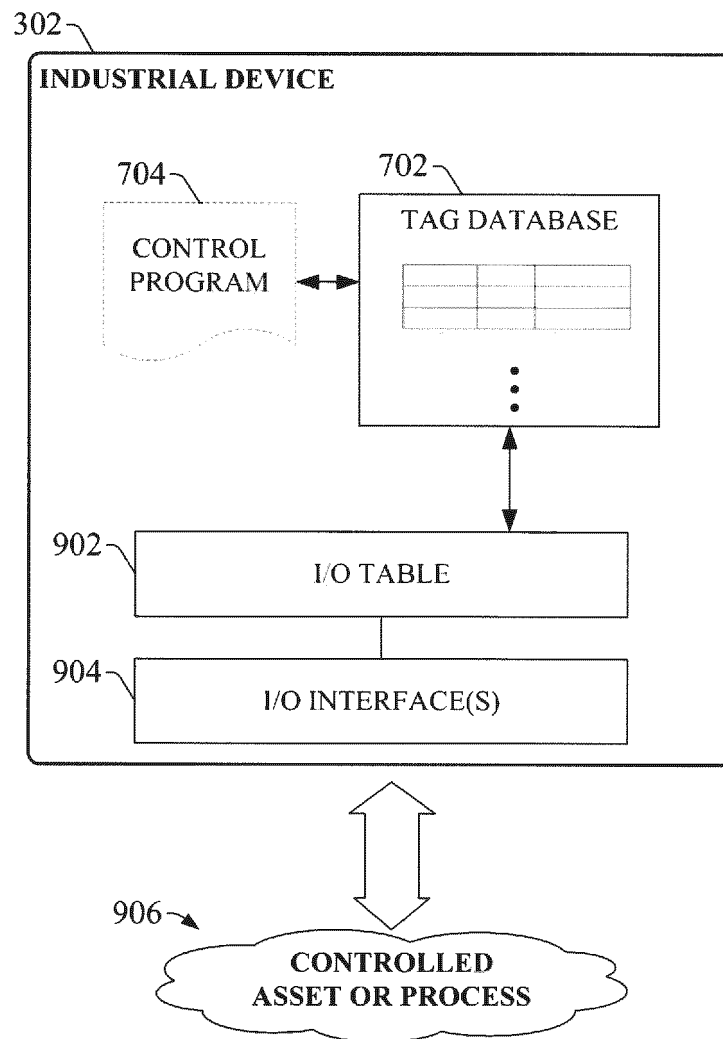 302
INDUSTRIAL DEVICE
704
702
CONTROL
PROGRAM
TAG DATABASE
902
I/O TABLE
904
I/O INTERFACE(S)
906
CONTROLLED
ASSET OR PROCESS